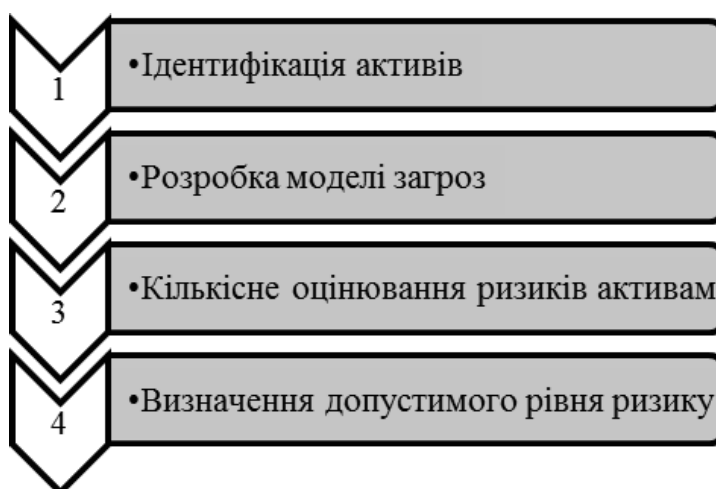 1
•Ідентифікація активів
2
•Розробка моделі загроз
3
•Кількісне оцінювання ризиків активам
4
•Визначення допустимого рівня ризику